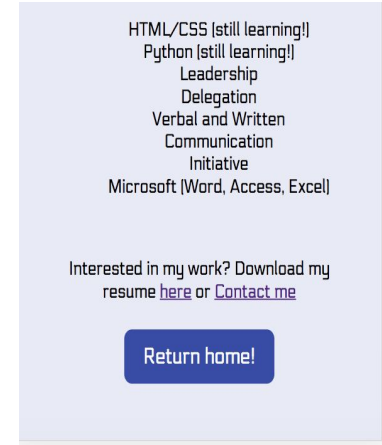 HTML/CSS (still learning!)
Python (still learning!)
Leadership
Delegation
Verbal and Written
Communication
Initiative
Microsoft (Word, Access, Excel)
Interested in my work? Download my
resume here or Contact me
Return home!